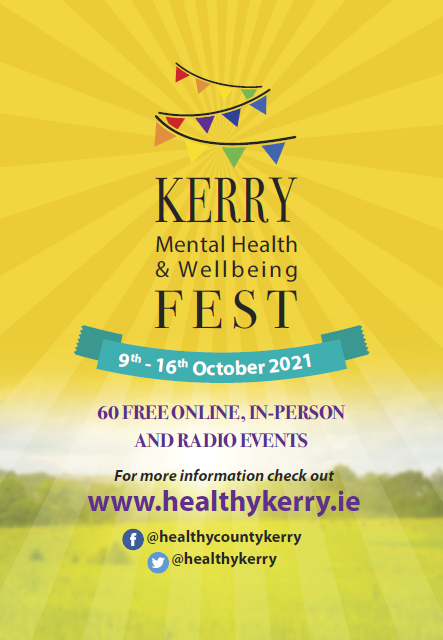 KERRY
Mental Health
& Wellbeing
FEST
9th - 16th October 2021
60 FREE ONLINE, IN-PERSON
AND RADIO EVENTS
For more information check out
www.healthykerry.ie
@healthycountykerry
@healthykerry